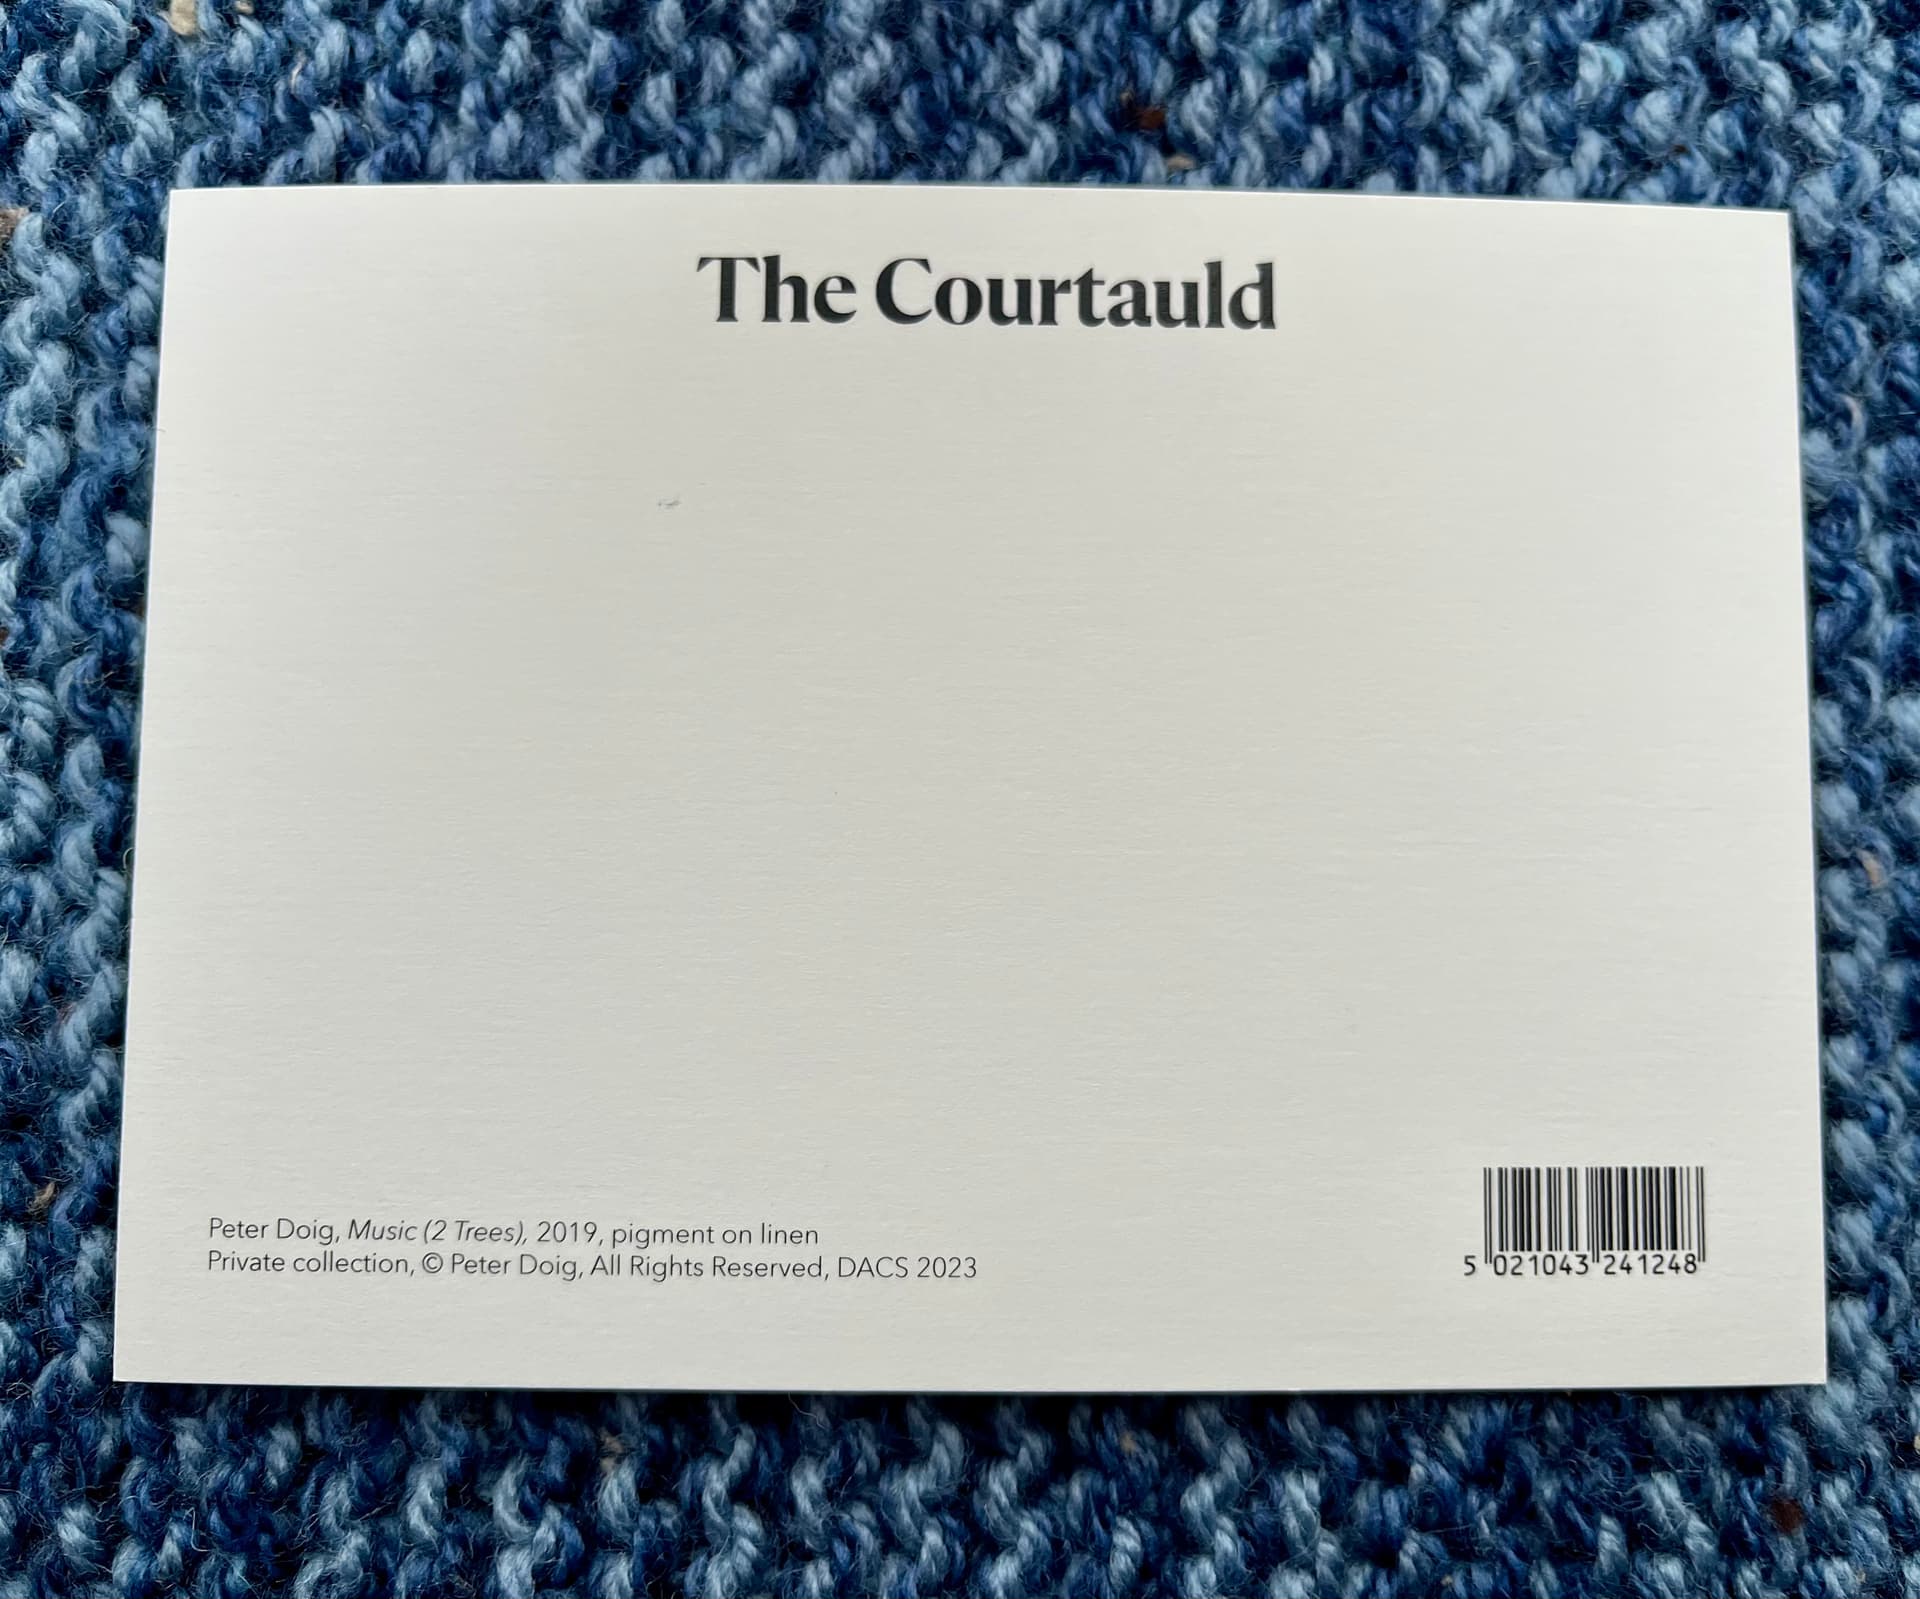 The Courtauld
Peter Doig, Music (2 Trees), 2019, pigment on linen
Private collection, © Peter Doig, All Rights Reserved, DACS 2023
5 021043 241248